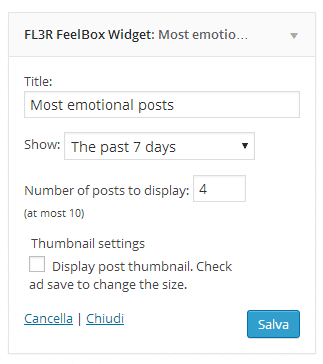 FL3R FeelBox Widget: Most emotio…
Title:
Most emotional posts
Show: The past 7 days
Number of posts to display: 4
(at most 10)
Thumbnail settings
Display post thumbnail. Check
ad save to change the size.
Cancella | Chiudi
Salva